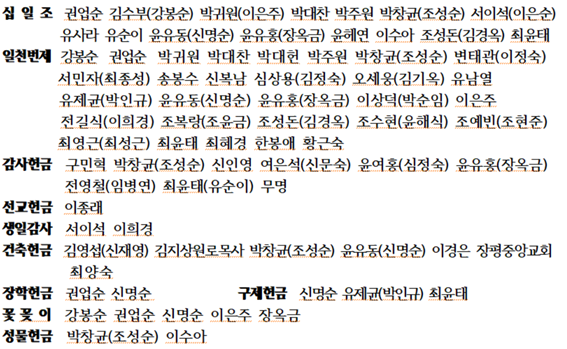 십 일 조 권업순 김수부(강봉순) 박귀원(이은주) 박대찬 박주원 박창균(조성순) 서이석(이은순)
유사라 유순이 윤유동(신명순) 윤유홍(장옥금) 윤혜연 이수아 조성돈(김경옥) 최윤태
일천번제 강봉순 권업순 박귀원 박대찬 박대헌 박주원 박창균(조성순) 변태관(이정숙)
서민자(최종성) 송봉수 신복남 심상용(김정숙) 오세웅(김기옥) 유남열
유제균(박인규) 윤유동(신명순) 윤유홍(장옥금) 이상덕(박순임) 이은주
전길식(이희경) 조복랑(조윤금) 조성돈(김경옥) 조수현(윤해식) 조예빈(조현준)
최영근(최성근) 최윤태 최혜경 한봉애 황근숙
감사헌금 구민혁 박창균(조성순) 신인영 여은석(신문숙) 윤여홍(심정숙) 윤유홍(장옥금)
전영철(임병연) 최윤태(유순이) 무명
선교헌금 이종래
생일감사 서이석 이희경
건축헌금 김영섭(신재영) 김지상원로목사 박창균(조성순) 윤유동(신명순) 이경은 장평중앙교회
최양숙
장학헌금 권업순 신명순 구제헌금 신명순 유제균(박인규) 최윤태
꽃 꽂 이 강봉순 권업순 신명순 이은주 장옥금
성물헌금 박창균(조성순) 이수아